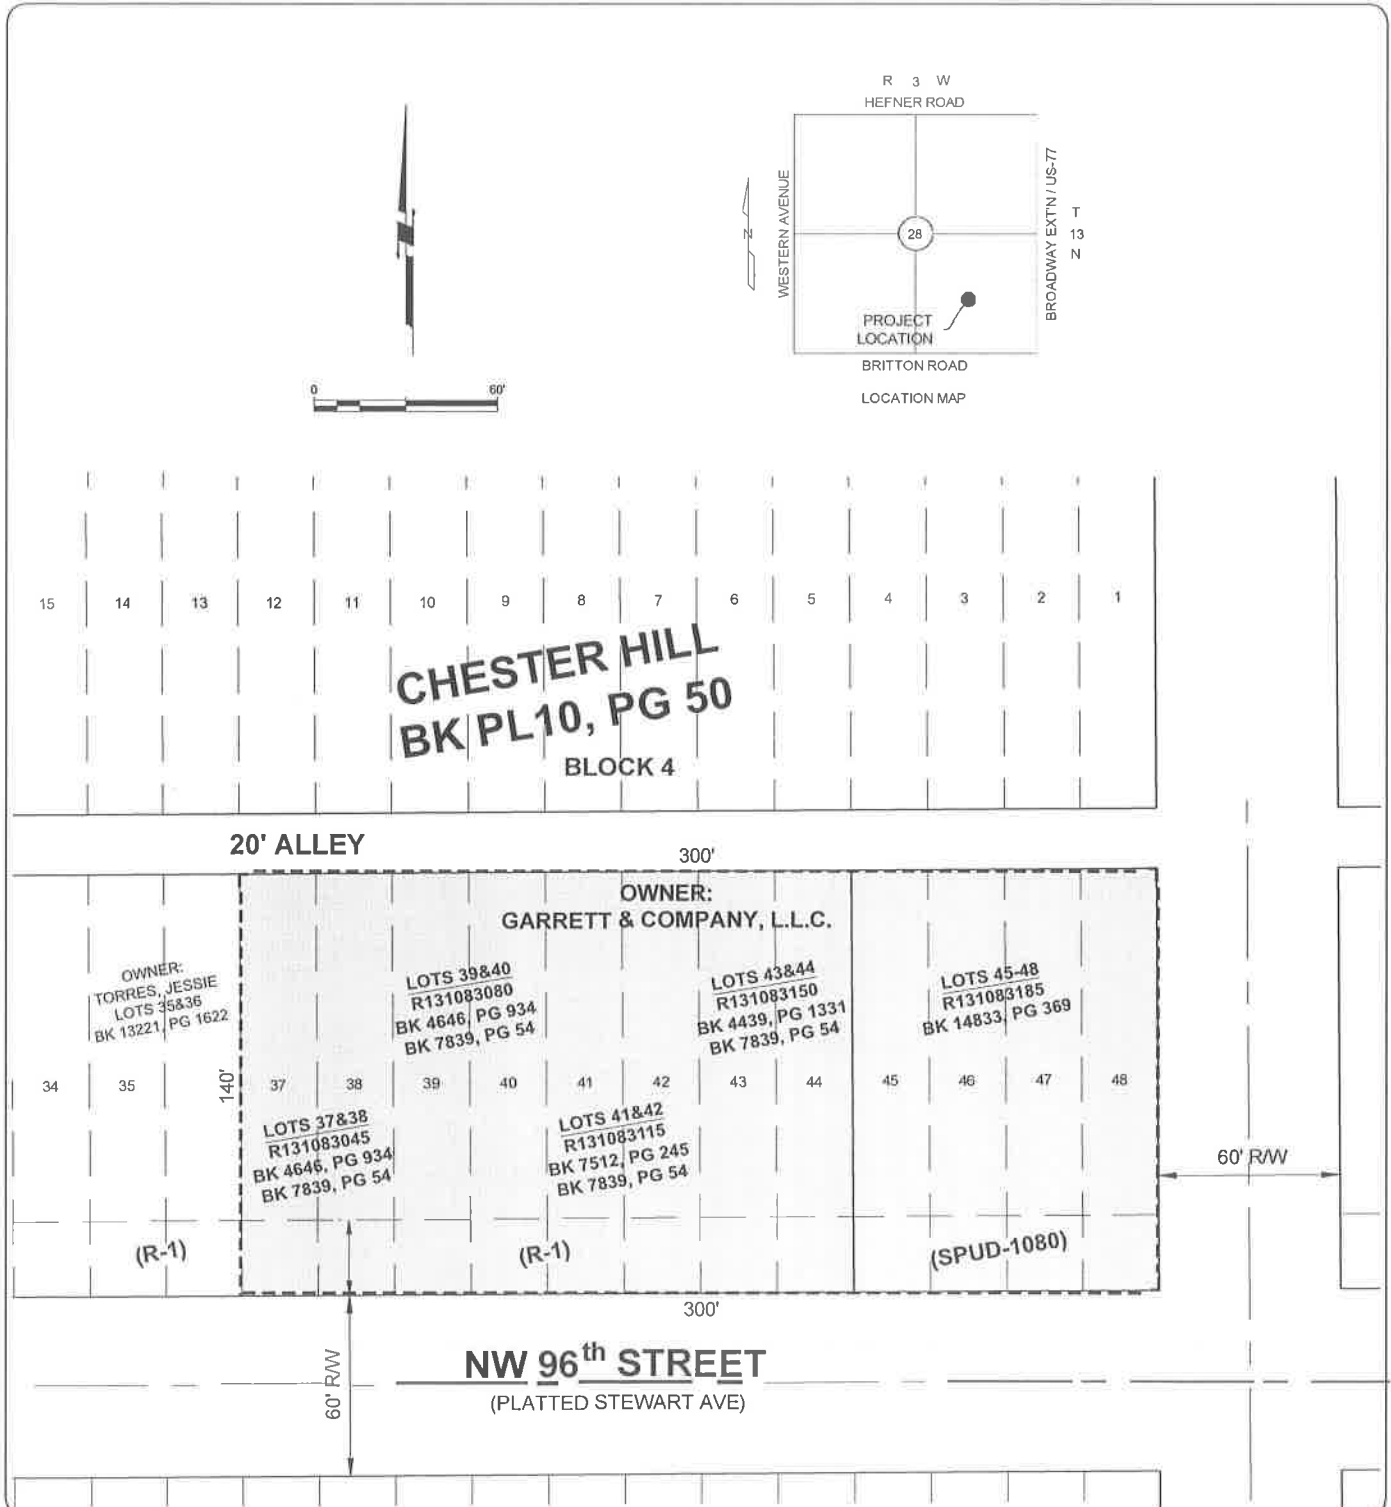 R 3 W
HEFNER ROAD
WESTERN AVENUE
BROADWAY EXT'N / US-77
T
13
N
N
28
PROJECT
LOCATION
BRITTON ROAD
LOCATION MAP
0 60'
15 14 13 12 11 10 9 8 7 6 5 4 3 2 1
CHESTER HILL
BK PL10, PG 50
BLOCK 4
20' ALLEY
300'
OWNER:
GARRETT & COMPANY, L.L.C.
OWNER:
TORRES, JESSIE
LOTS 35&36
BK 13221, PG 1622
LOTS 39&40
R131083080
BK 4646, PG 934
BK 7839, PG 54
LOTS 43&44
R131083150
BK 4439, PG 1331
BK 7839, PG 54
LOTS 45-48
R131083185
BK 14833, PG 369
140'
34 35 37 38 39 40 41 42 43 44 45 46 47 48
LOTS 37&38
R131083045
BK 4646, PG 934
BK 7839, PG 54
LOTS 41&42
R131083115
BK 7512, PG 245
BK 7839, PG 54
60' R/W
(R-1) (R-1) (SPUD-1080)
300'
60' R/W
NW 96th STREET
(PLATTED STEWART AVE)